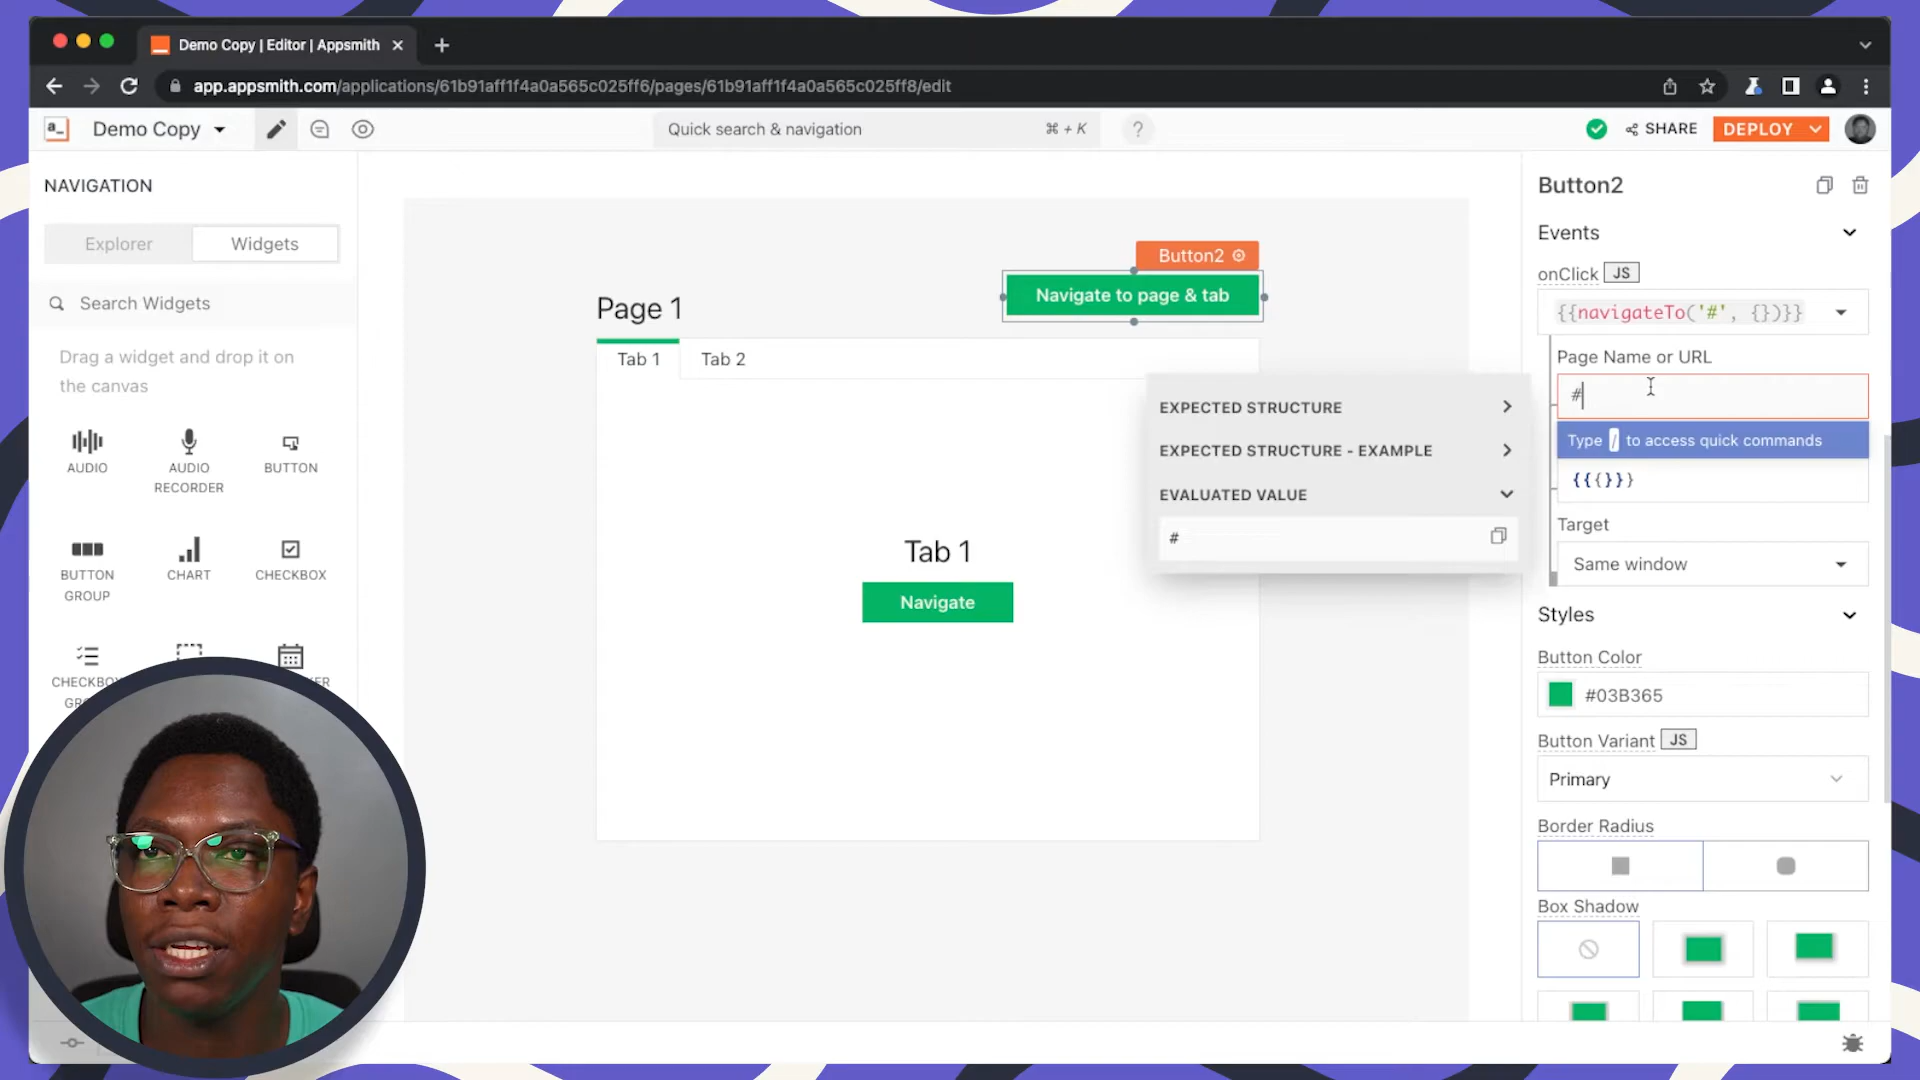 Demo Copy | Editor | Appsmith
app.appsmith.com/applications/61b91aff1f4a0a565c025ff6/pages/61b91aff1f4a0a565c025ff8/edit
a_
Demo Copy
Quick search & navigation
⌘ + K
?
SHARE
DEPLOY
NAVIGATION
Explorer
Widgets
Search Widgets
Drag a widget and drop it on
the canvas
AUDIO
AUDIO
RECORDER
BUTTON
BUTTON
GROUP
CHART
CHECKBOX
Button2
Navigate to page & tab
Page 1
Tab 1
Tab 2
Tab 1
Navigate
EXPECTED STRUCTURE
EXPECTED STRUCTURE - EXAMPLE
EVALUATED VALUE
#
Button2
Events
onClick
JS
{{navigateTo('#', {})}}
Page Name or URL
#
Type / to access quick commands
{{{}}}
Target
Same window
Styles
Button Color
#03B365
Button Variant
JS
Primary
Border Radius
Box Shadow